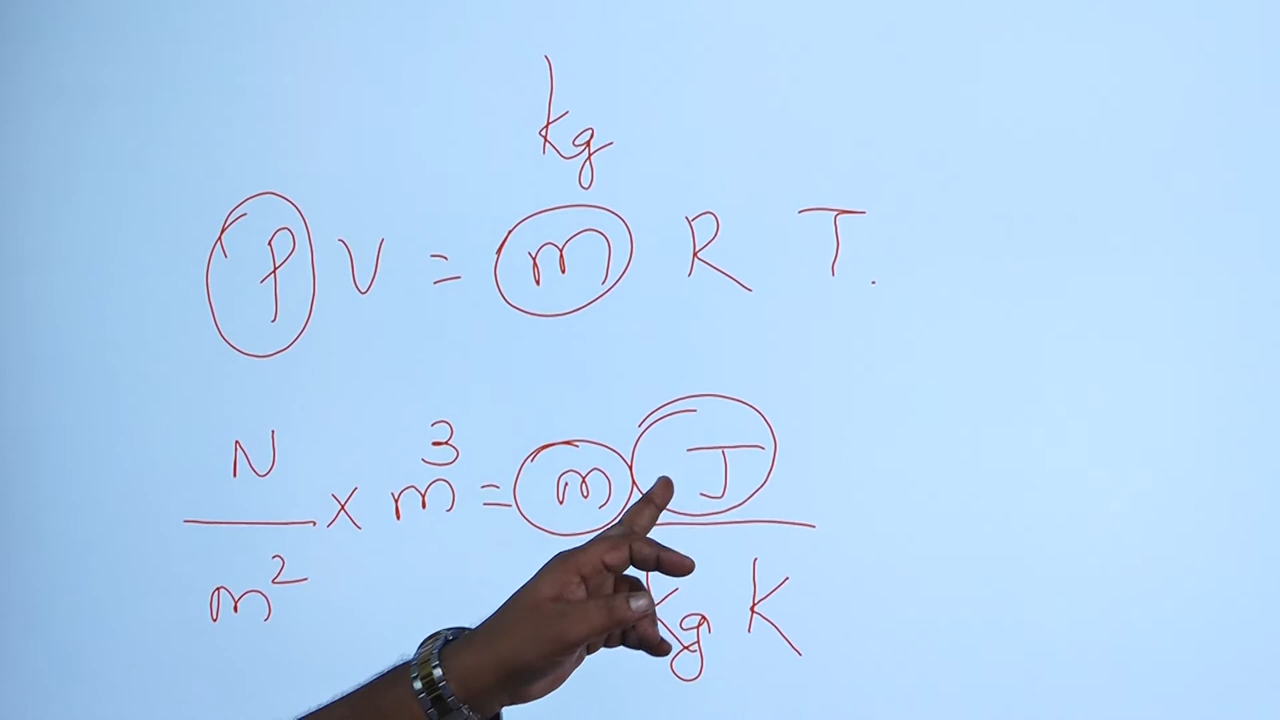 kg
PV = m R T.
N/m² × m³ = m J/kg K